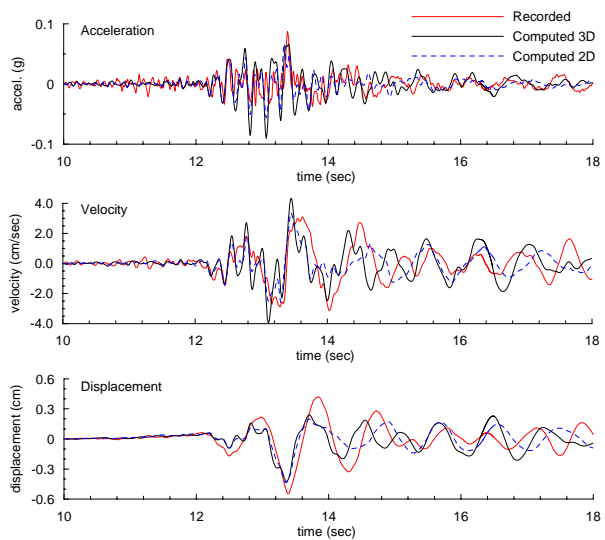 Recorded
Computed 3D
Computed 2D
Acceleration
accel. (g)
0.1
0
-0.1
10 12 14 16 18
time (sec)
Velocity
velocity (cm/sec)
4.0
2.0
0.0
-2.0
-4.0
10 12 14 16 18
time (sec)
Displacement
displacement (cm)
0.6
0.3
0
-0.3
-0.6
10 12 14 16 18
time (sec)